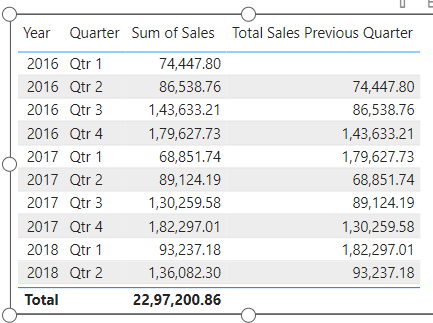 Year Quarter Sum of Sales Total Sales Previous Quarter
2016 Qtr 1 74,447.80
2016 Qtr 2 86,538.76 74,447.80
2016 Qtr 3 1,43,633.21 86,538.76
2016 Qtr 4 1,79,627.73 1,43,633.21
2017 Qtr 1 68,851.74 1,79,627.73
2017 Qtr 2 89,124.19 68,851.74
2017 Qtr 3 1,30,259.58 89,124.19
2017 Qtr 4 1,82,297.01 1,30,259.58
2018 Qtr 1 93,237.18 1,82,297.01
2018 Qtr 2 1,36,082.30 93,237.18
Total 22,97,200.86